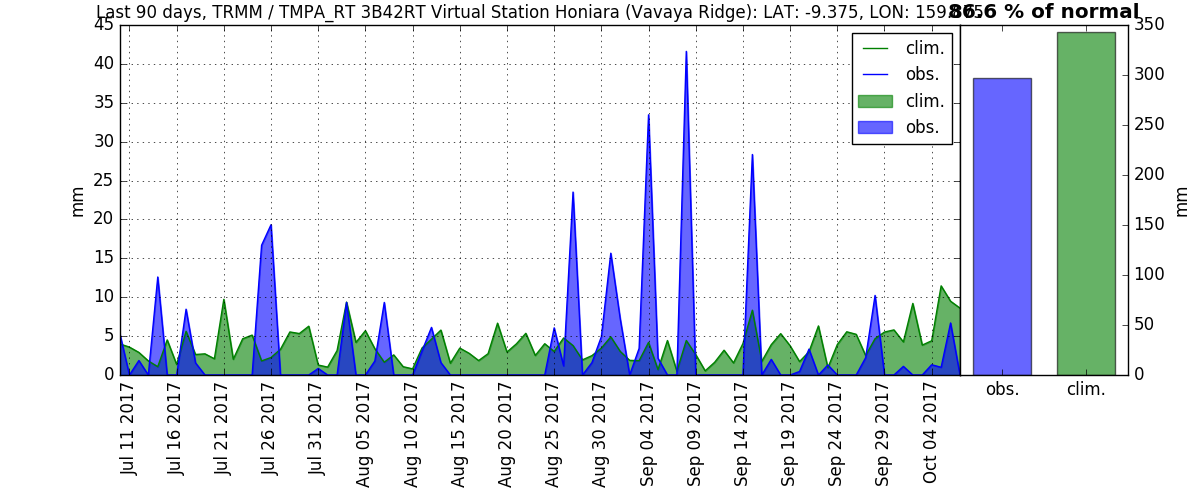 Last 90 days, TRMM / TMPA_RT 3B42RT Virtual Station Honiara (Vavaya Ridge): LAT: -9.375, LON:
86.6 % of normal
45
40
35
30
25
20
15
10
5
0
mm
clim.
obs.
clim.
obs.
Jul 11 2017
Jul 16 2017
Jul 21 2017
Jul 26 2017
Jul 31 2017
Aug 05 2017
Aug 10 2017
Aug 15 2017
Aug 20 2017
Aug 25 2017
Aug 30 2017
Sep 04 2017
Sep 09 2017
Sep 14 2017
Sep 19 2017
Sep 24 2017
Sep 29 2017
Oct 04 2017
350
300
250
200
150
100
50
0
mm
obs.
clim.